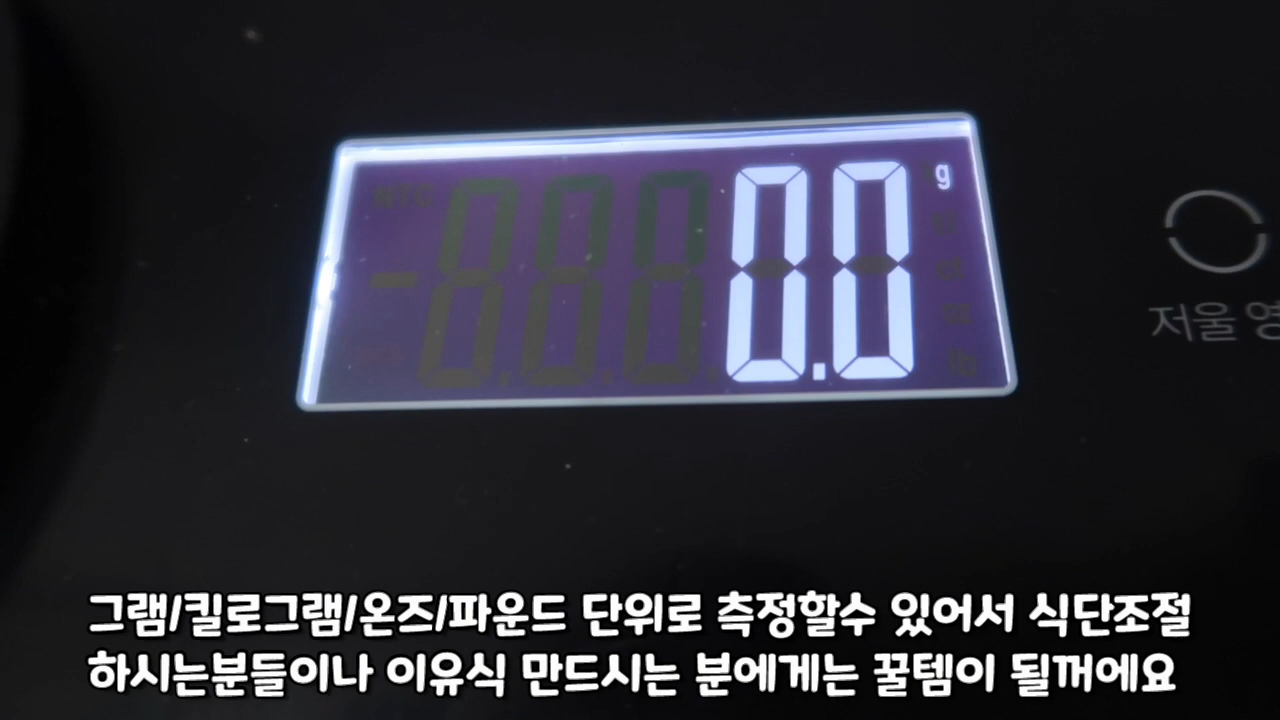 0.0 g
저울 영
그램/킬로그램/온즈/파운드 단위로 측정할수 있어서 식단조절
하시는분들이나 이유식 만드시는 분에게는 꿀템이 될꺼에요